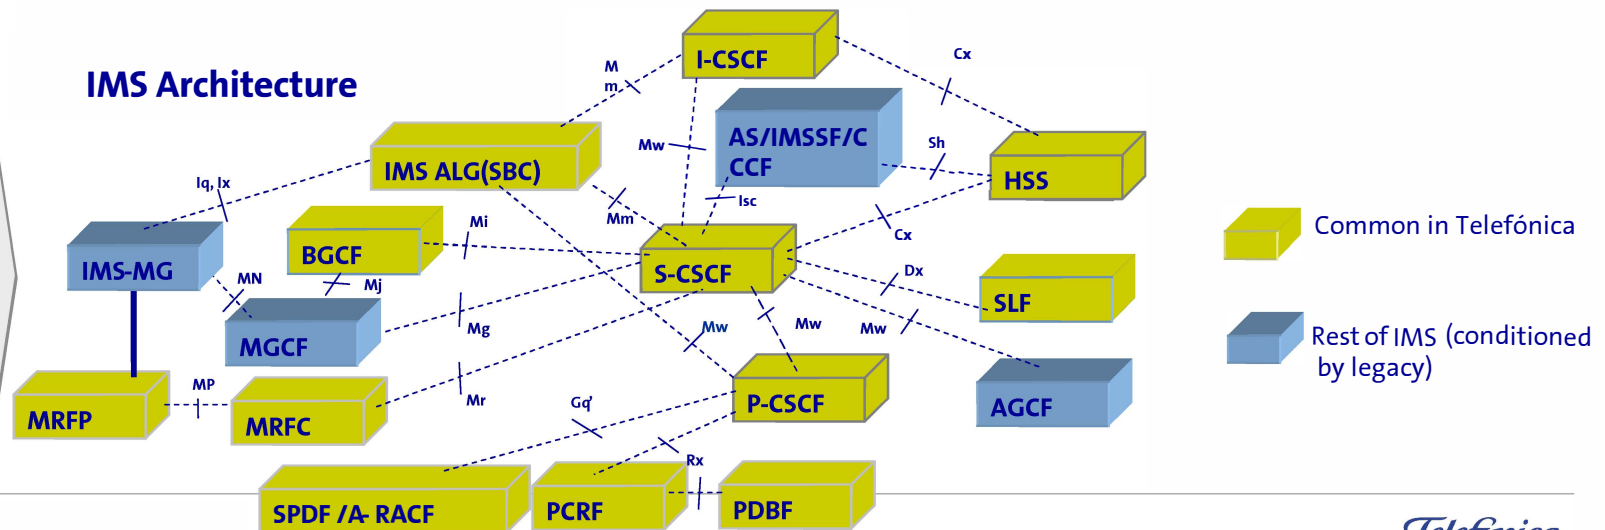 IMS Architecture
I-CSCF
M
m
Cx
AS/IMSSF/C
CCF
Mw
Sh
IMS ALG(SBC)
HSS
Iq, Ix
Isc
Mm
Mi
Cx
Common in Telefónica
BGCF
IMS-MG
S-CSCF
MN
Mj
Dx
SLF
MGCF
Mg
Mw
Mw
Mw
Rest of IMS (conditioned
by legacy)
MP
Mr
Gq'
P-CSCF
AGCF
MRFP
MRFC
Rx
SPDF /A- RACF
PCRF
PDBF
Telefónica